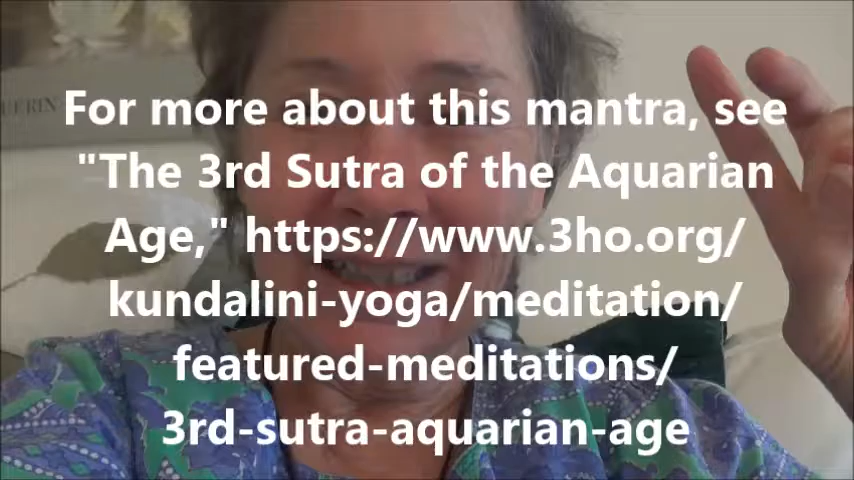 UERIN
For more about this mantra, see
"The 3rd Sutra of the Aquarian
Age," https://www.3ho.org/
kundalini-yoga/meditation/
featured-meditations/
3rd-sutra-aquarian-age